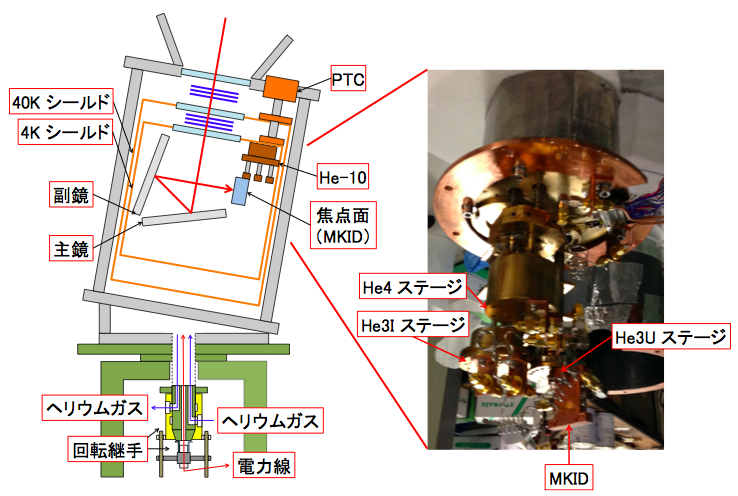 PTC
40K シールド
4K シールド
He-10
副鏡
焦点面
(MKID)
主鏡
He4 ステージ
He3I ステージ
He3U ステージ
ヘリウムガス
ヘリウムガス
回転継手
電力線
MKID